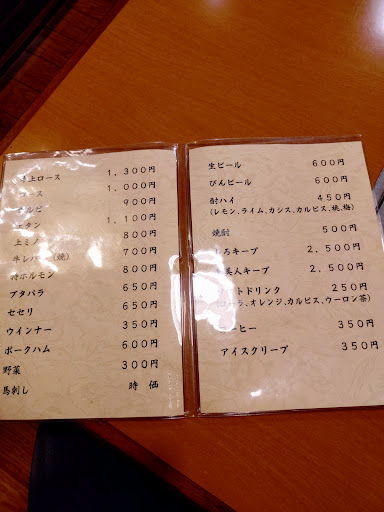 上ロース 1,300円
ース 1,000円
ルビ 900円
タン 1,100円
上ミノ 800円
牛レバー(焼) 700円
特ホルモン 800円
ブタバラ 650円
セセリ 650円
ウインナー 350円
ポークハム 600円
野菜 300円
馬刺し 時価
生ビール 600円
びんビール 600円
酎ハイ 450円
(レモン、ライム、カシス、カルピス、桃、梅)
焼酎 500円
しろキープ 2,500円
美人キープ 2,500円
トドリンク 250円
ラ、オレンジ、カルピス、ウーロン茶)
ーヒー 350円
アイスクリープ 350円